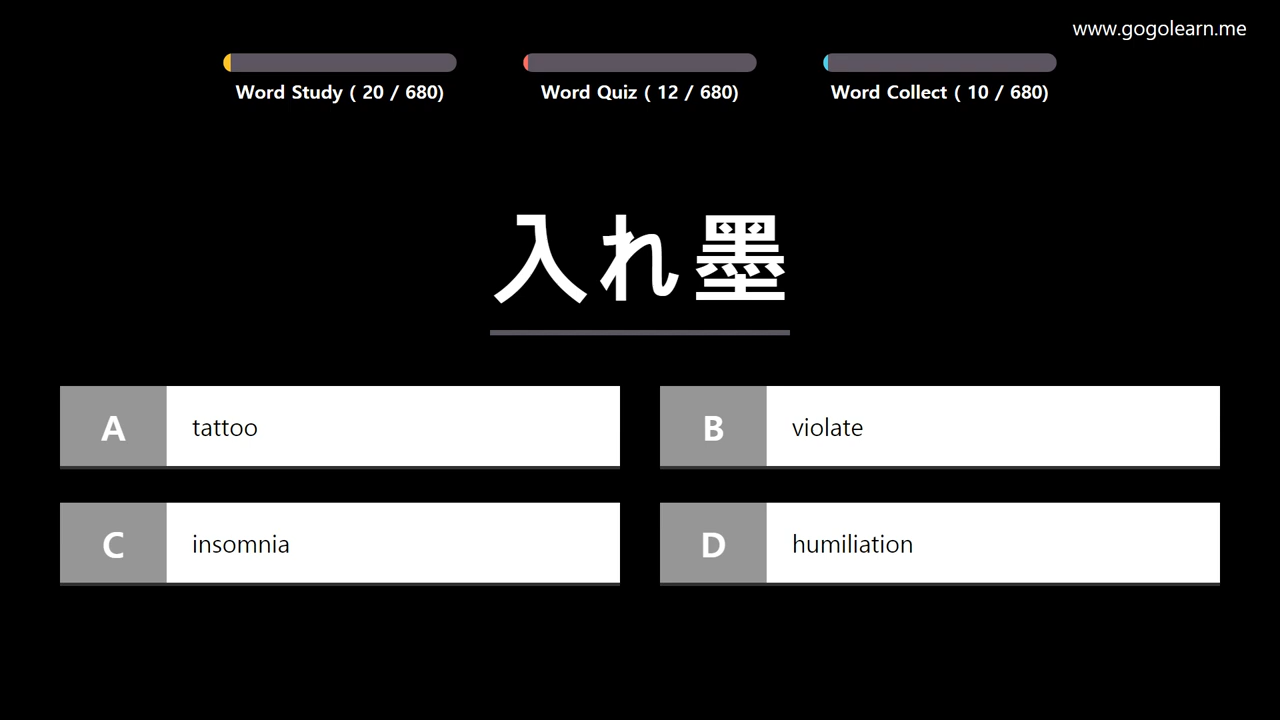 www.gogolearn.me
Word Study ( 20 / 680)
Word Quiz ( 12 / 680)
Word Collect ( 10 / 680)
入れ墨
A tattoo
B violate
C insomnia
D humiliation